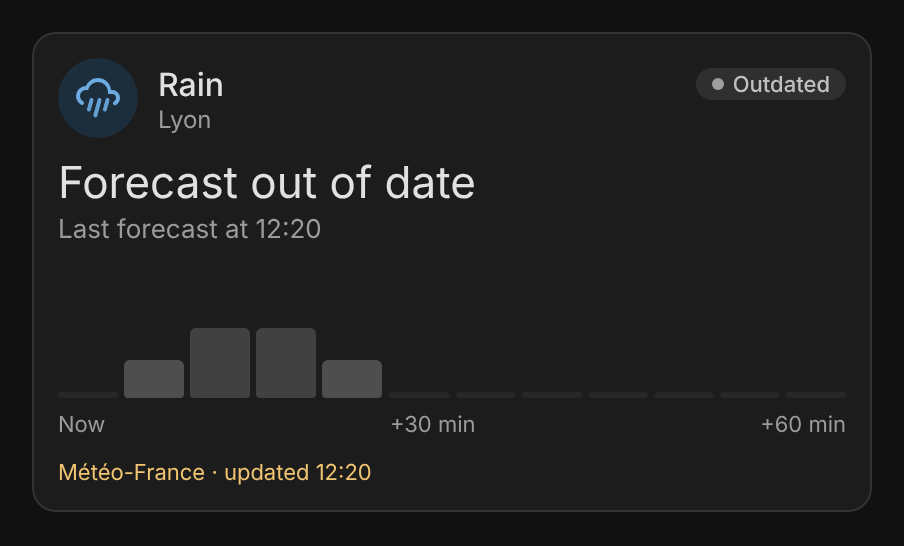 Rain
Lyon
Outdated
Forecast out of date
Last forecast at 12:20
Now
+30 min
+60 min
Météo-France · updated 12:20